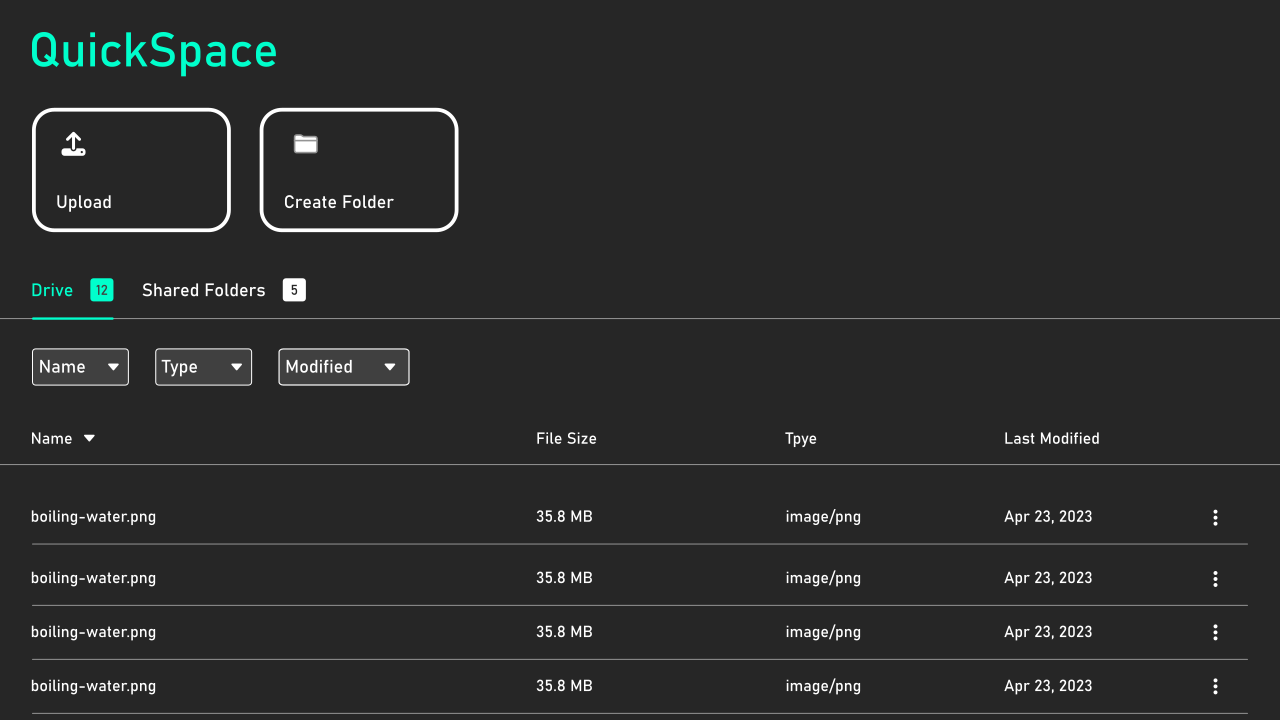 QuickSpace
Upload
Create Folder
Drive 12 Shared Folders 5
Name Type Modified
Name File Size Tpye Last Modified
boiling-water.png 35.8 MB image/png Apr 23, 2023
boiling-water.png 35.8 MB image/png Apr 23, 2023
boiling-water.png 35.8 MB image/png Apr 23, 2023
boiling-water.png 35.8 MB image/png Apr 23, 2023